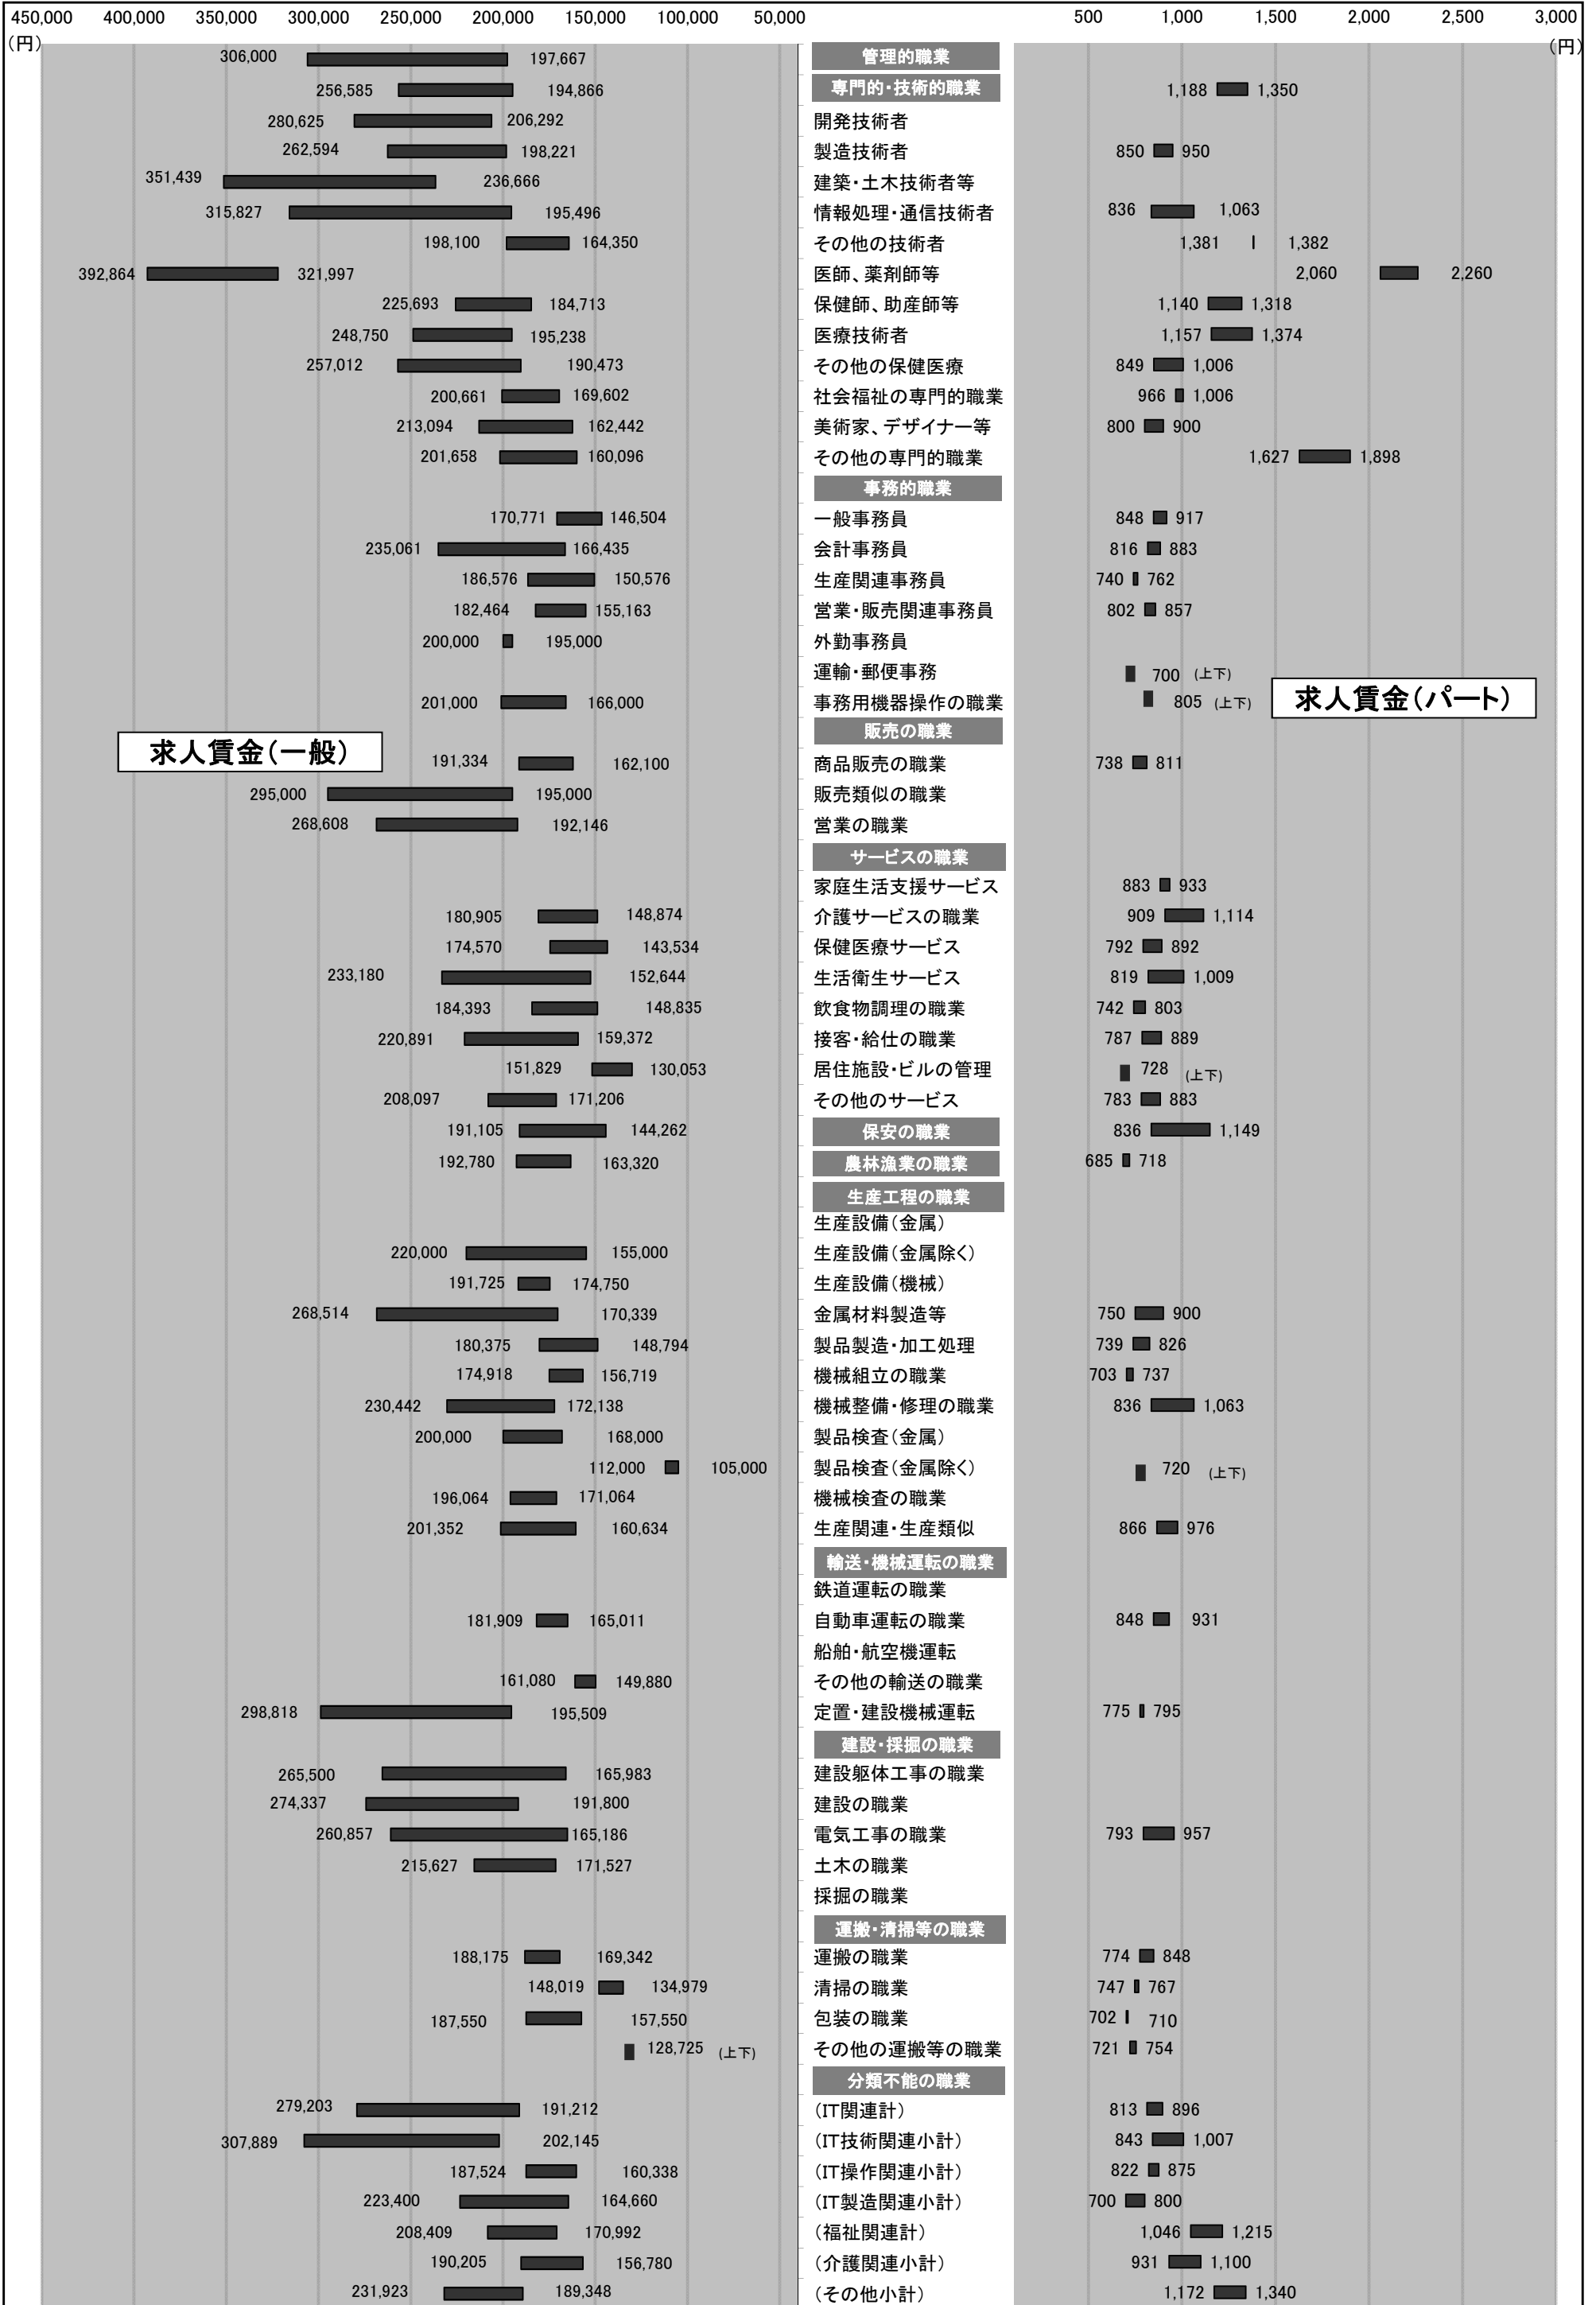 450,000 400,000 350,000 300,000 250,000 200,000 150,000 100,000 50,000 500 1,000 1,500 2,000 2,500 3,000
(円) (円)
306,000 197,667 管理的職業
256,585 194,866 専門的・技術的職業 1,188 1,350
280,625 206,292 開発技術者
262,594 198,221 製造技術者 850 950
351,439 236,666 建築・土木技術者等
315,827 195,496 情報処理・通信技術者 836 1,063
198,100 164,350 その他の技術者 1,381 1,382
392,864 321,997 医師、薬剤師等 2,060 2,260
225,693 184,713 保健師、助産師等 1,140 1,318
248,750 195,238 医療技術者 1,157 1,374
257,012 190,473 その他の保健医療 849 1,006
200,661 169,602 社会福祉の専門的職業 966 1,006
213,094 162,442 美術家、デザイナー等 800 900
201,658 160,096 その他の専門的職業 1,627 1,898
事務的職業
170,771 146,504 一般事務員 848 917
235,061 166,435 会計事務員 816 883
186,576 150,576 生産関連事務員 740 762
182,464 155,163 営業・販売関連事務員 802 857
200,000 195,000 外勤事務員
運輸・郵便事務 700 (上下)
201,000 166,000 事務用機器操作の職業 805 (上下)
求人賃金(パート)
販売の職業
求人賃金(一般)
191,334 162,100 商品販売の職業 738 811
295,000 195,000 販売類似の職業
268,608 192,146 営業の職業
サービスの職業
家庭生活支援サービス 883 933
180,905 148,874 介護サービスの職業 909 1,114
174,570 143,534 保健医療サービス 792 892
233,180 152,644 生活衛生サービス 819 1,009
184,393 148,835 飲食物調理の職業 742 803
220,891 159,372 接客・給仕の職業 787 889
151,829 130,053 居住施設・ビルの管理 728 (上下)
208,097 171,206 その他のサービス 783 883
191,105 144,262 保安の職業 836 1,149
192,780 163,320 農林漁業の職業 685 718
生産工程の職業
生産設備(金属)
220,000 155,000 生産設備(金属除く)
191,725 174,750 生産設備(機械)
268,514 170,339 金属材料製造等 750 900
180,375 148,794 製品製造・加工処理 739 826
174,918 156,719 機械組立の職業 703 737
230,442 172,138 機械整備・修理の職業 836 1,063
200,000 168,000 製品検査(金属)
112,000 105,000 製品検査(金属除く) 720 (上下)
196,064 171,064 機械検査の職業
201,352 160,634 生産関連・生産類似 866 976
輸送・機械運転の職業
鉄道運転の職業
181,909 165,011 自動車運転の職業 848 931
船舶・航空機運転
161,080 149,880 その他の輸送の職業
298,818 195,509 定置・建設機械運転 775 795
建設・採掘の職業
265,500 165,983 建設躯体工事の職業
274,337 191,800 建設の職業
260,857 165,186 電気工事の職業 793 957
215,627 171,527 土木の職業
採掘の職業
運搬・清掃等の職業
188,175 169,342 運搬の職業 774 848
148,019 134,979 清掃の職業 747 767
187,550 157,550 包装の職業 702 710
128,725 (上下) その他の運搬等の職業 721 754
分類不能の職業
279,203 191,212 (IT関連計) 813 896
307,889 202,145 (IT技術関連小計) 843 1,007
187,524 160,338 (IT操作関連小計) 822 875
223,400 164,660 (IT製造関連小計) 700 800
208,409 170,992 (福祉関連計) 1,046 1,215
190,205 156,780 (介護関連小計) 931 1,100
231,923 189,348 (その他小計) 1,172 1,340